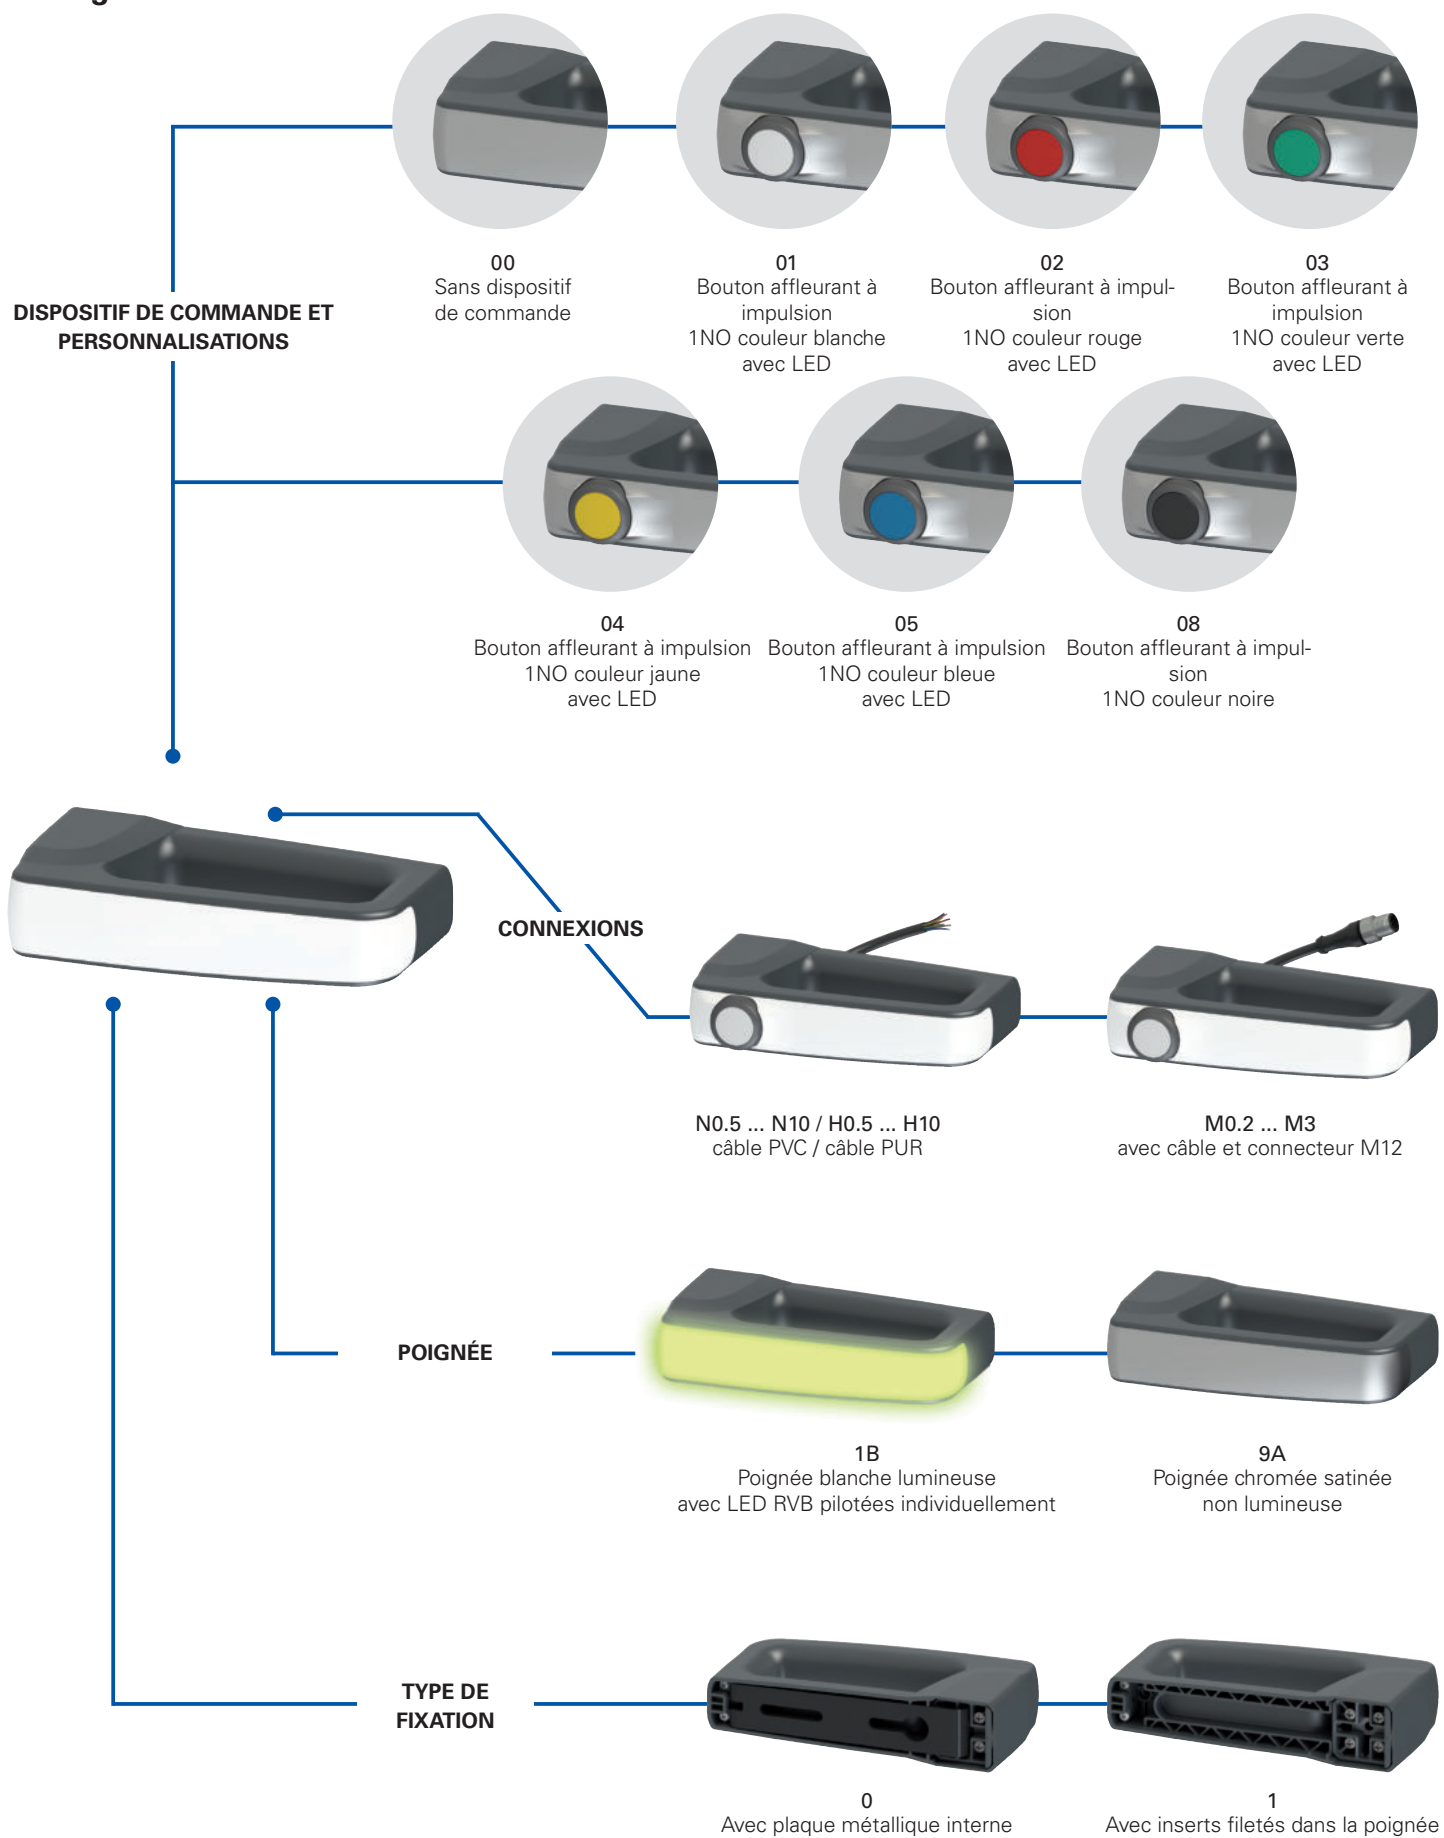 00
Sans dispositif
de commande
01
Bouton affleurant à
impulsion
1NO couleur blanche
avec LED
02
Bouton affleurant à impul-
sion
1NO couleur rouge
avec LED
03
Bouton affleurant à
impulsion
1NO couleur verte
avec LED
DISPOSITIF DE COMMANDE ET
PERSONNALISATIONS
04
Bouton affleurant à impulsion
1NO couleur jaune
avec LED
05
Bouton affleurant à impulsion
1NO couleur bleue
avec LED
08
Bouton affleurant à impul-
sion
1NO couleur noire
CONNEXIONS
N0.5 ... N10 / H0.5 ... H10
câble PVC / câble PUR
M0.2 ... M3
avec câble et connecteur M12
POIGNÉE
1B
Poignée blanche lumineuse
avec LED RVB pilotées individuellement
9A
Poignée chromée satinée
non lumineuse
TYPE DE
FIXATION
0
Avec plaque métallique interne
1
Avec inserts filetés dans la poignée